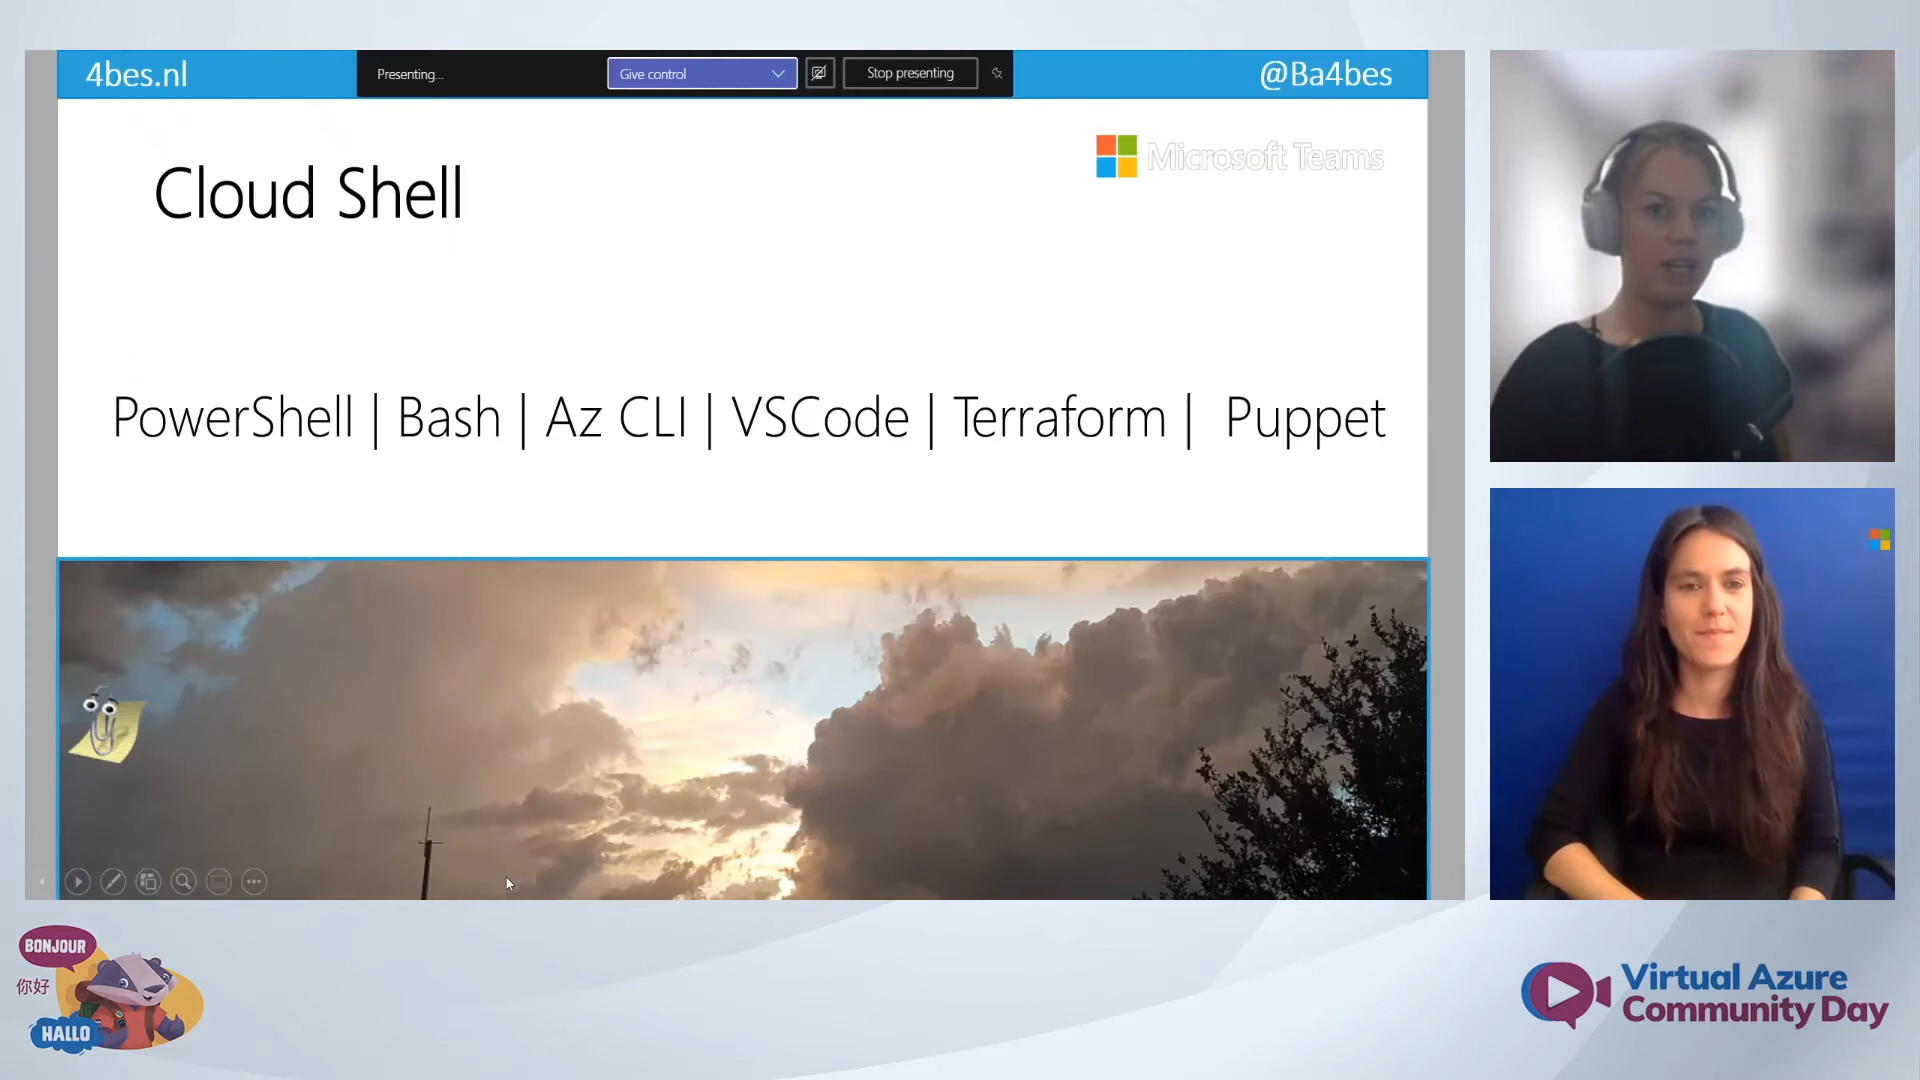 4bes.nl
Presenting...
Give control
Stop presenting
@Ba4bes
Microsoft Teams
Cloud Shell
PowerShell | Bash | Az CLI | VSCode | Terraform | Puppet
BONJOUR
你好
HALLO
Virtual Azure
Community Day